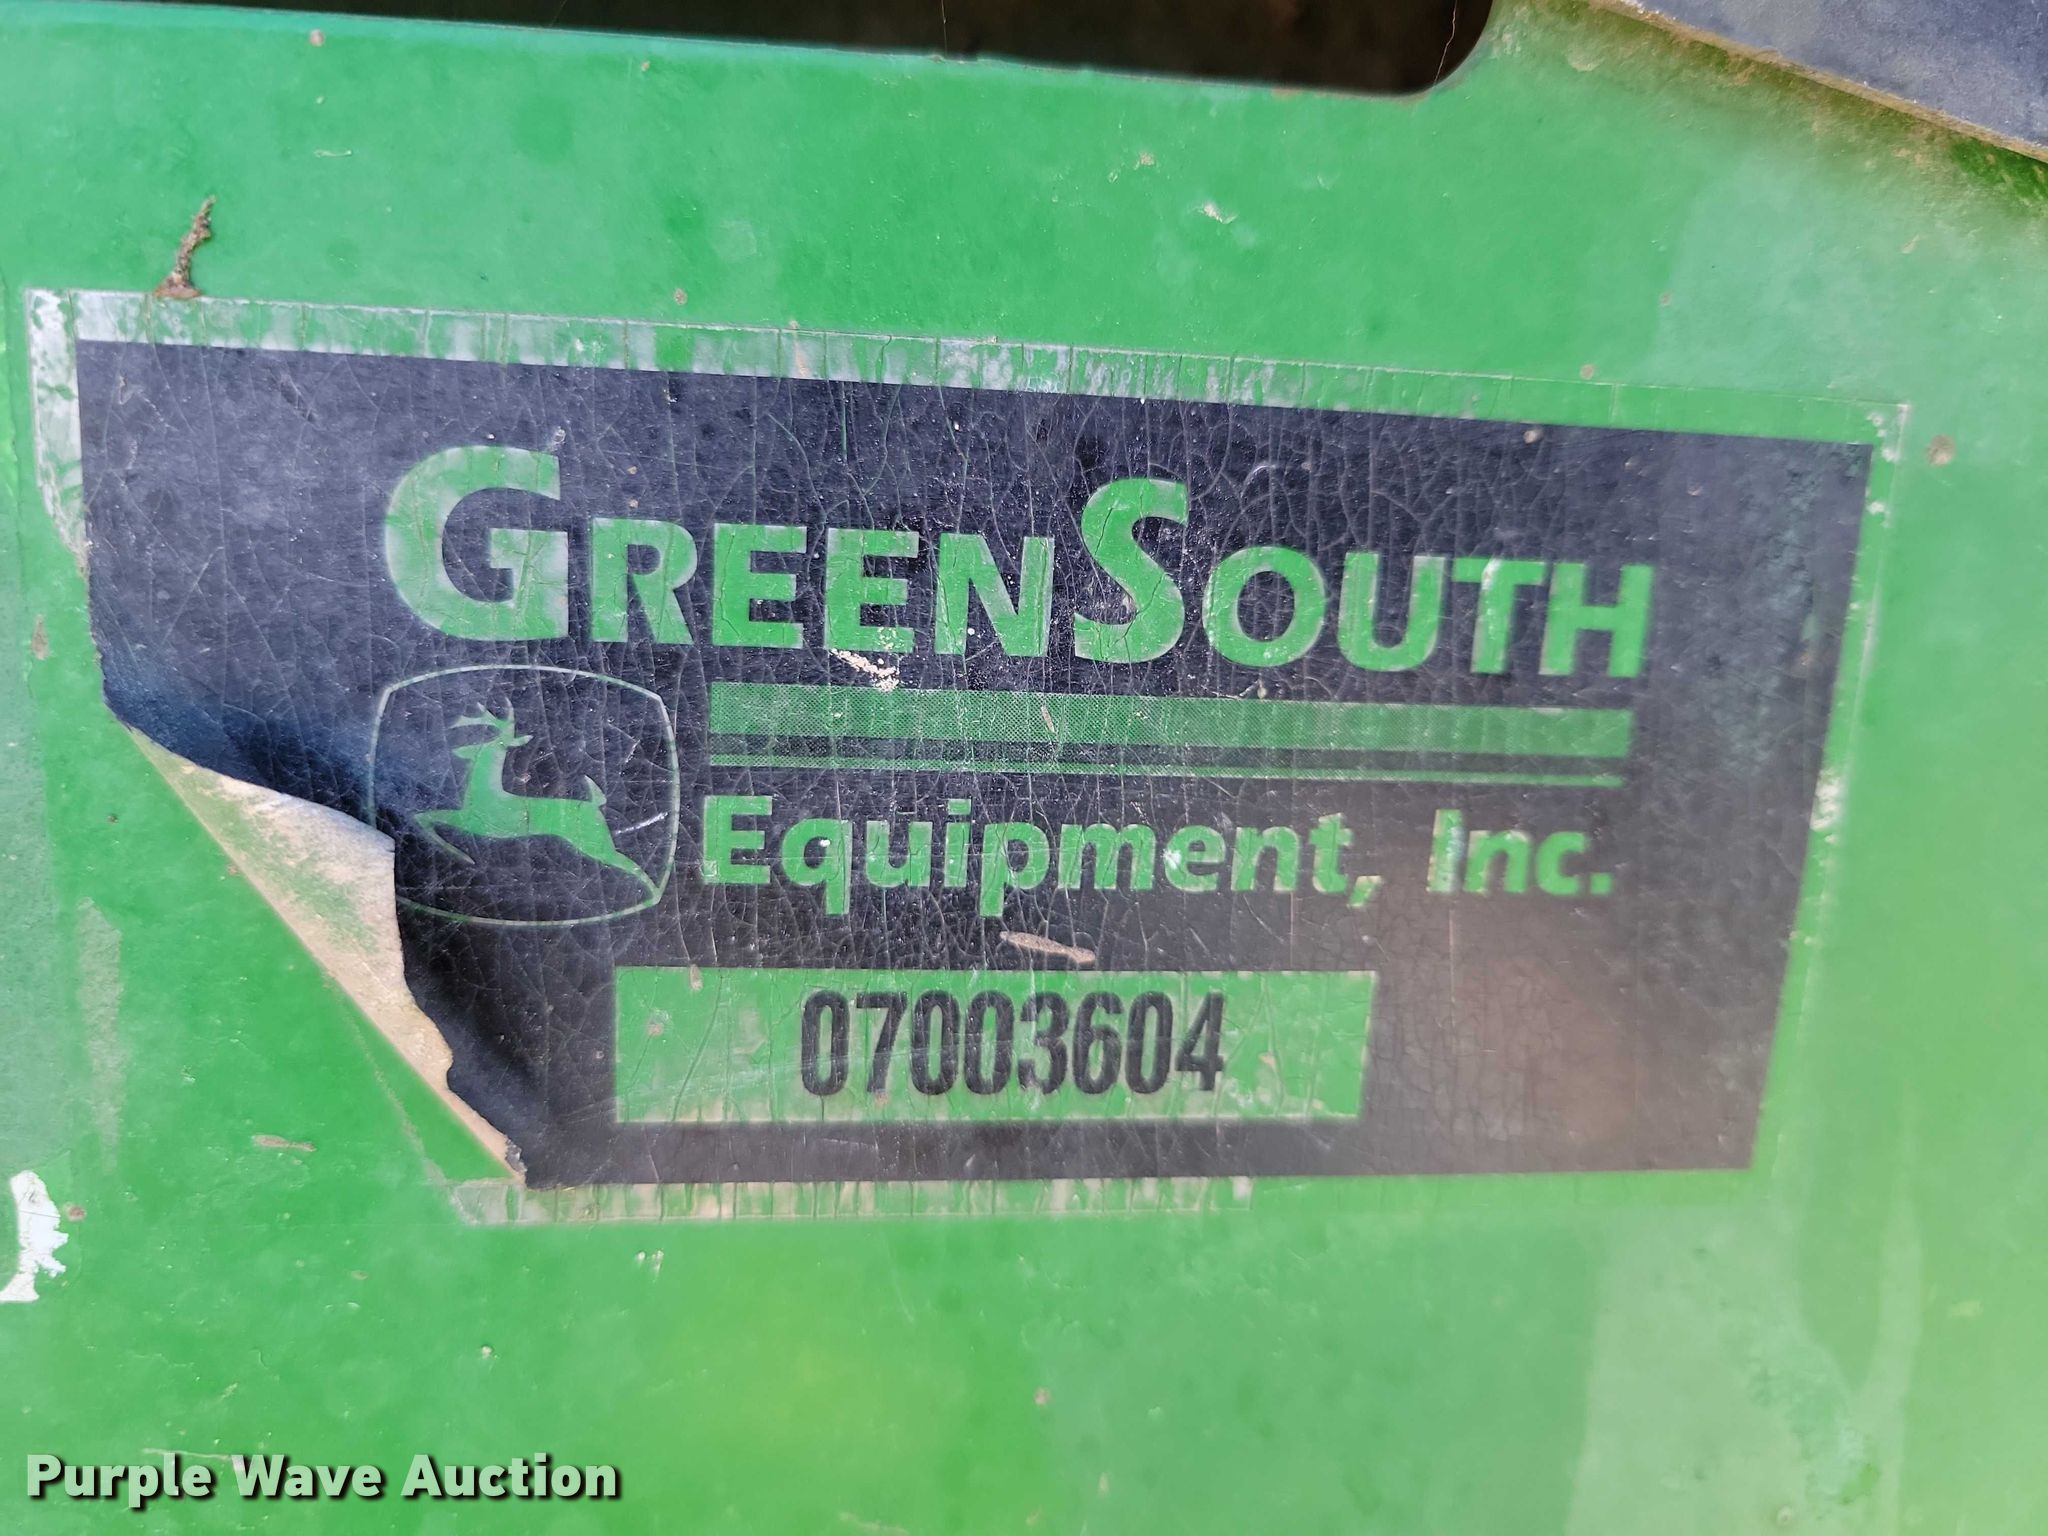 GREENSOUTH
Equipment, Inc.
07003604
Purple Wave Auction